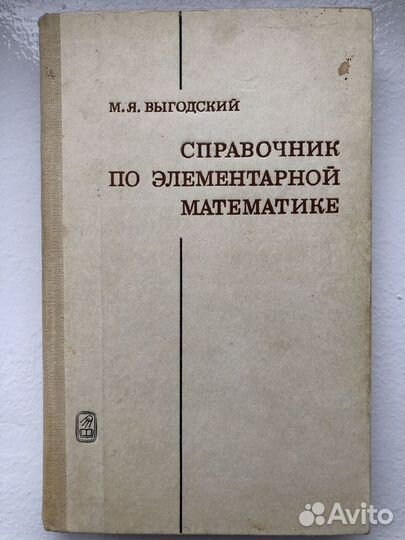 М.Я. ВЫГОДСКИЙ
СПРАВОЧНИК
ПО ЭЛЕМЕНТАРНОЙ
МАТЕМАТИКЕ
Avito